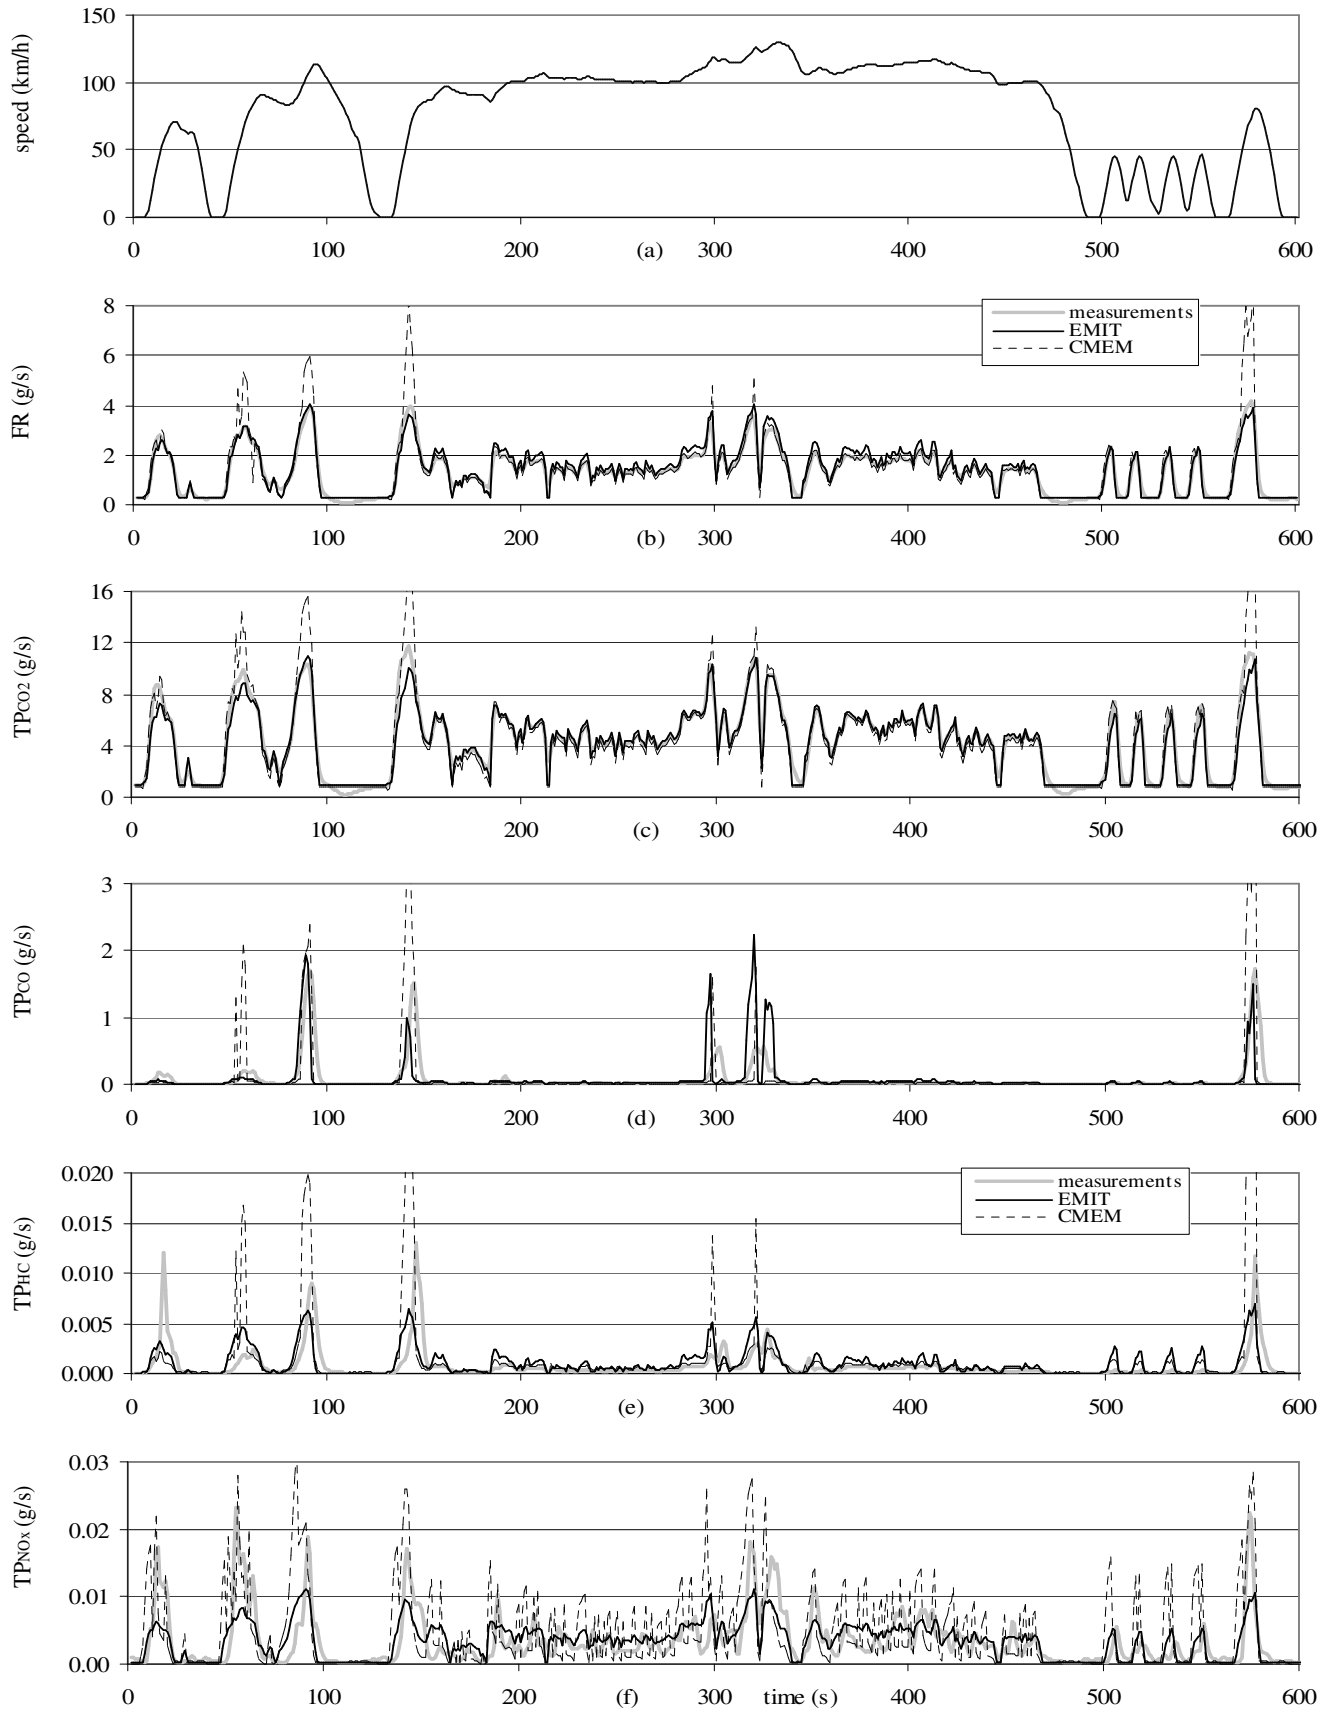 150
100
50
0
speed (km/h)
0 100 200 (a) 300 400 500 600
8
6
4
2
0
FR (g/s)
measurements
EMIT
CMEM
0 100 200 (b) 300 400 500 600
16
12
8
4
0
TPCO2 (g/s)
0 100 200 (c) 300 400 500 600
3
2
1
0
TPCO (g/s)
0 100 200 (d) 300 400 500 600
0.020
0.015
0.010
0.005
0.000
TPHC (g/s)
measurements
EMIT
CMEM
0 100 200 (e) 300 400 500 600
0.03
0.02
0.01
0.00
TPNOx (g/s)
0 100 200 (f) 300 time (s) 400 500 600